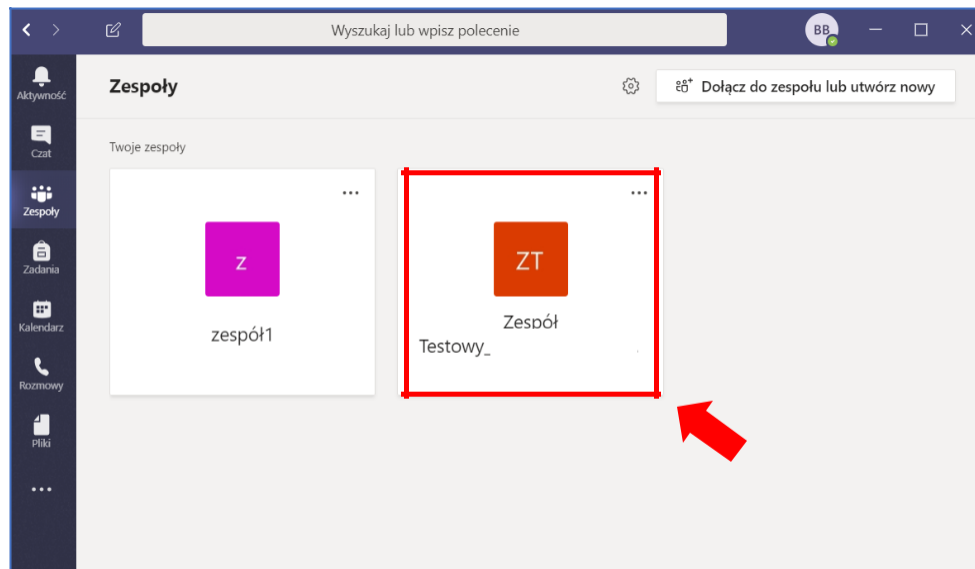 Wyszukaj lub wpisz polecenie
BB
Aktywność
Czat
Zespoły
Zadania
Kalendarz
Rozmowy
Pliki
Zespoły
Dołącz do zespołu lub utwórz nowy
Twoje zespoły
z
zespół1
ZT
Zespół
Testowy_